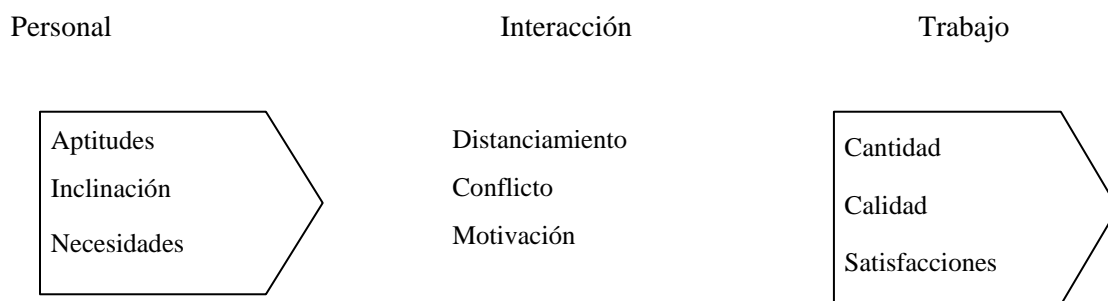 Personal
Interacción
Trabajo
Aptitudes
Inclinación
Necesidades
Distanciamiento
Conflicto
Motivación
Cantidad
Calidad
Satisfacciones